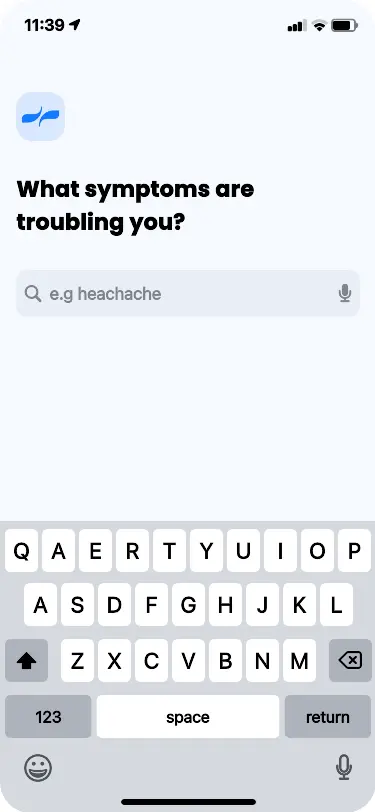 11:39
What symptoms are
troubling you?
e.g heachache
Q A E R T Y U I O P
A S D F G H J K L
Z X C V B N M
123 space return